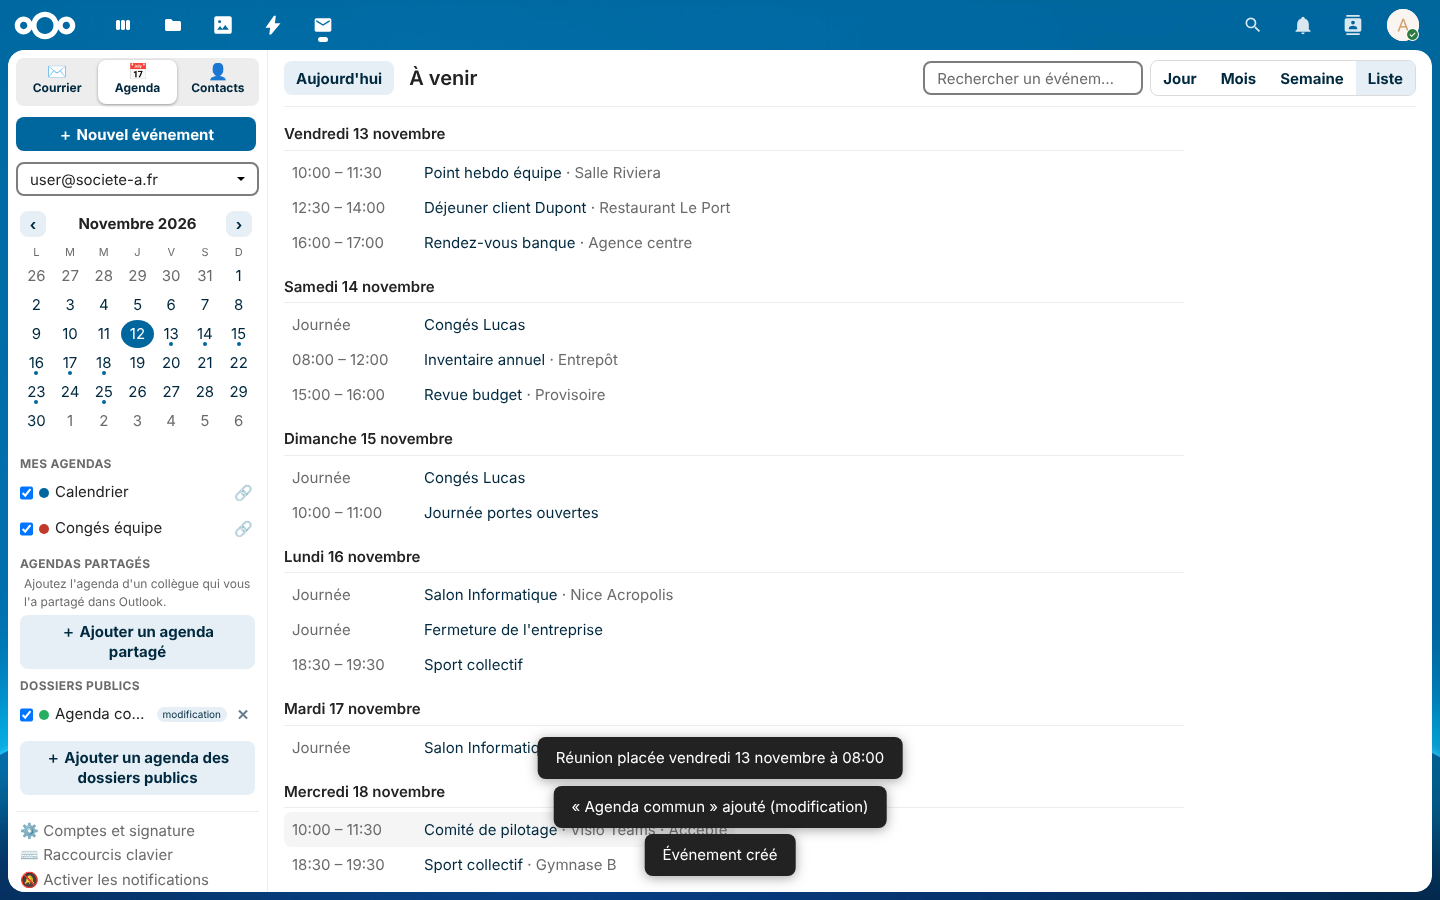 A
Courrier
Agenda
Contacts
+ Nouvel événement
user@societe-a.fr
‹ Novembre 2026 ›
L M M J V S D
26 27 28 29 30 31 1
2 3 4 5 6 7 8
9 10 11 12 13 14 15
16 17 18 19 20 21 22
23 24 25 26 27 28 29
30 1 2 3 4 5 6
MES AGENDAS
Calendrier
Congés équipe
AGENDAS PARTAGÉS
Ajoutez l'agenda d'un collègue qui vous
l'a partagé dans Outlook.
+ Ajouter un agenda
partagé
DOSSIERS PUBLICS
Agenda co... modification ✕
+ Ajouter un agenda des
dossiers publics
Comptes et signature
Raccourcis clavier
Activer les notifications
Aujourd'hui
À venir
Rechercher un événem...
Jour Mois Semaine Liste
Vendredi 13 novembre
10:00 – 11:30 Point hebdo équipe · Salle Riviera
12:30 – 14:00 Déjeuner client Dupont · Restaurant Le Port
16:00 – 17:00 Rendez-vous banque · Agence centre
Samedi 14 novembre
Journée Congés Lucas
08:00 – 12:00 Inventaire annuel · Entrepôt
15:00 – 16:00 Revue budget · Provisoire
Dimanche 15 novembre
Journée Congés Lucas
10:00 – 11:00 Journée portes ouvertes
Lundi 16 novembre
Journée Salon Informatique · Nice Acropolis
Journée Fermeture de l'entreprise
18:30 – 19:30 Sport collectif
Mardi 17 novembre
Journée Salon
Réunion placée vendredi 13 novembre à 08:00
Mercredi 18 novembre
« Agenda commun » ajouté (modification)
10:00 – 11:30 Comité de pilotage · Visio Teams · Accepté
Événement créé
18:30 – 19:30 Sport collectif · Gymnase B